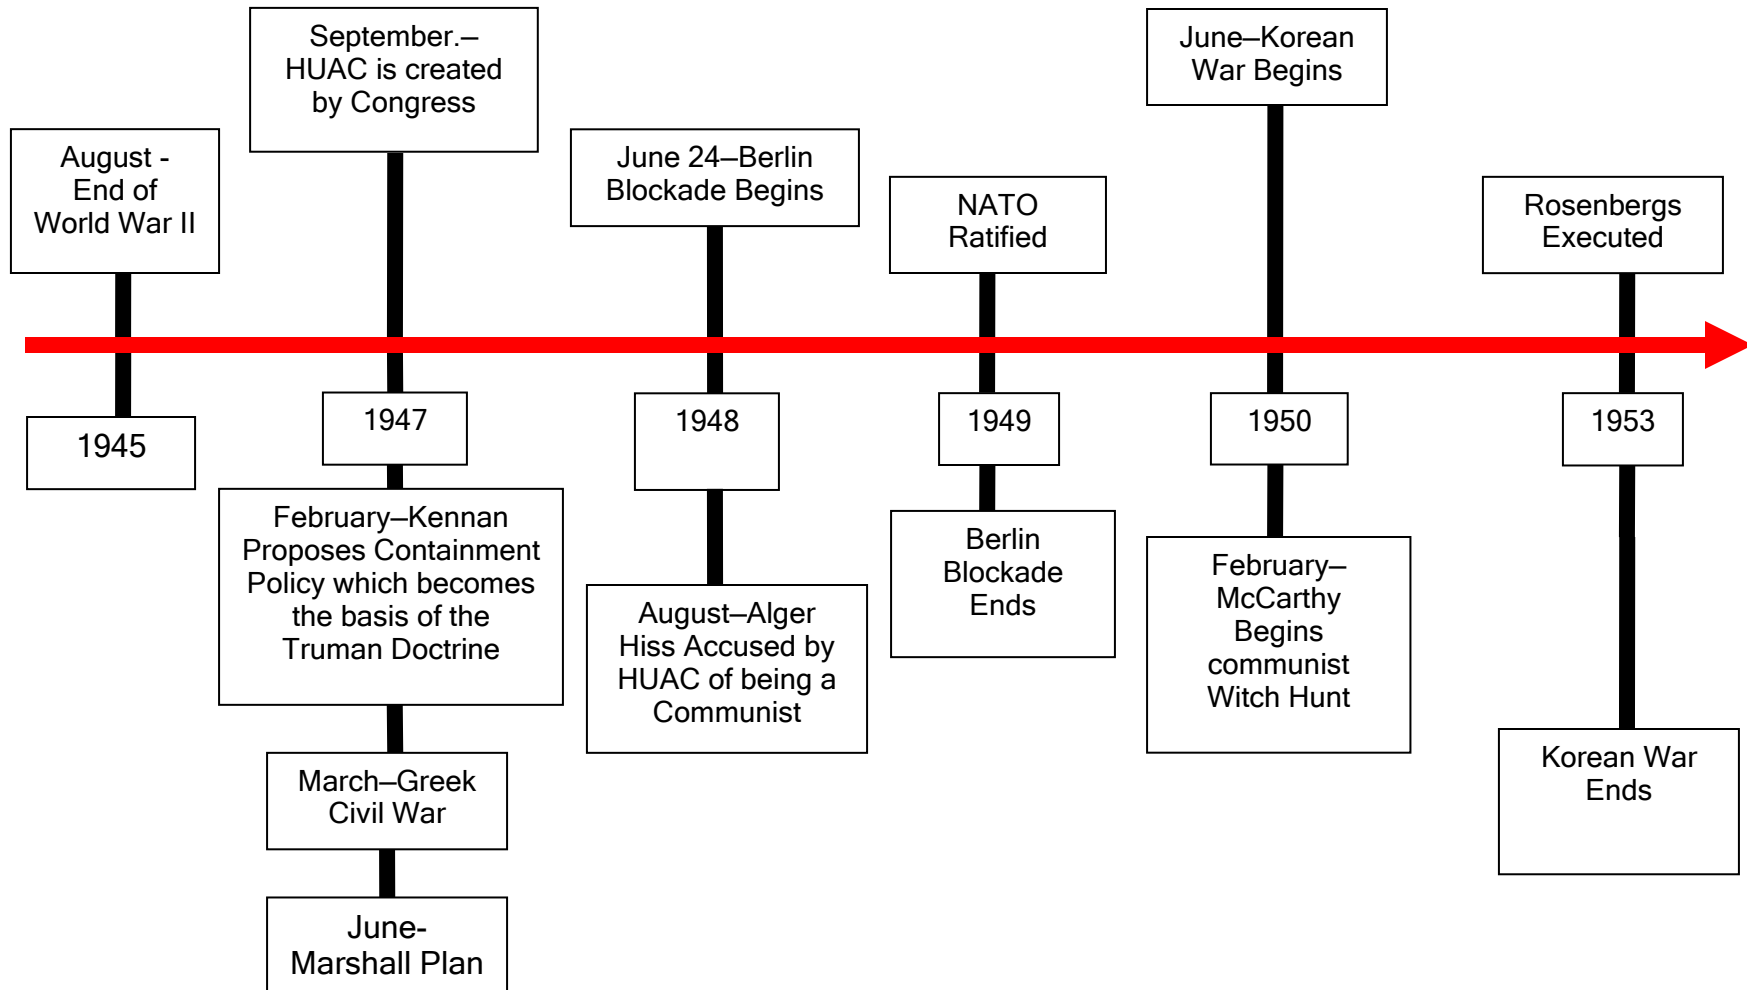 August -
End of
World War II
1945
September.–
HUAC is created
by Congress
1947
February–Kennan
Proposes Containment
Policy which becomes
the basis of the
Truman Doctrine
March–Greek
Civil War
June-
Marshall Plan
June 24–Berlin
Blockade Begins
1948
August–Alger
Hiss Accused by
HUAC of being a
Communist
NATO
Ratified
1949
Berlin
Blockade
Ends
June–Korean
War Begins
1950
February–
McCarthy
Begins
communist
Witch Hunt
Rosenbergs
Executed
1953
Korean War
Ends